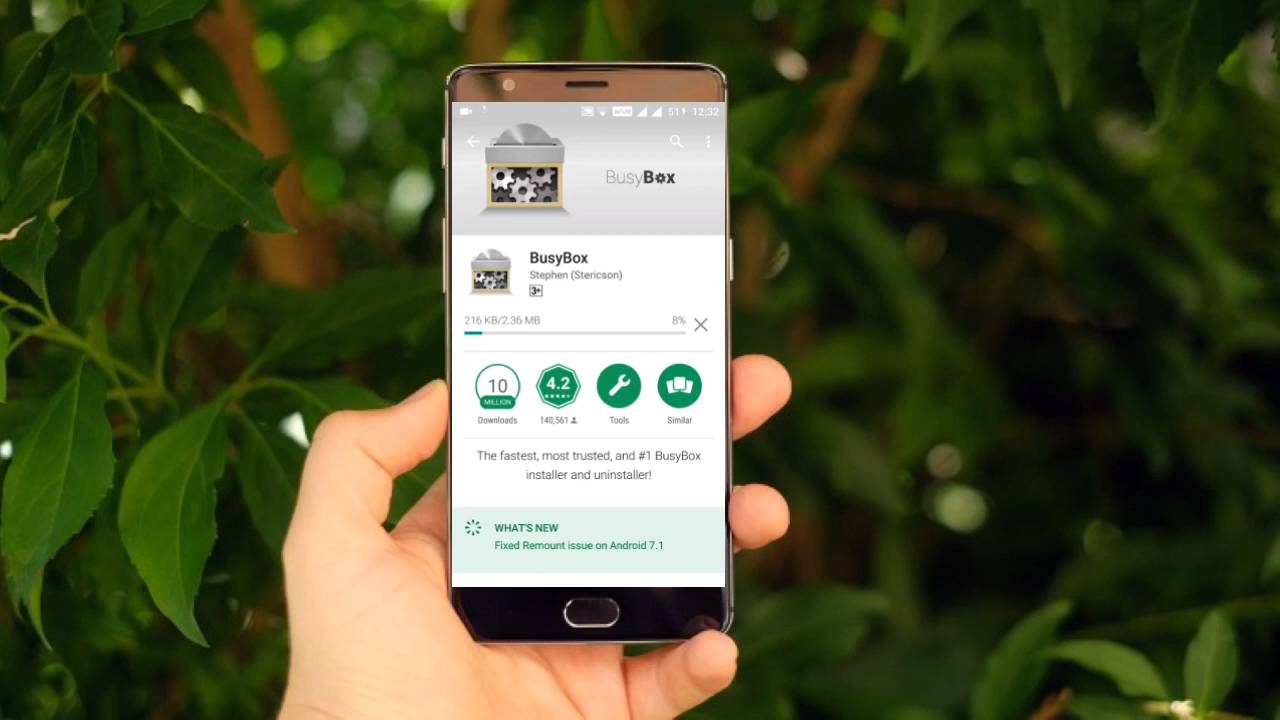 51 12:32
BusyBox
BusyBox
Stephen (Stericson)
3+
216 KB/2.36 MB 8%
10 MILLION
4.2
Downloads 140,561 Tools Similar
The fastest, most trusted, and #1 BusyBox
installer and uninstaller!
WHAT'S NEW
Fixed Remount issue on Android 7.1